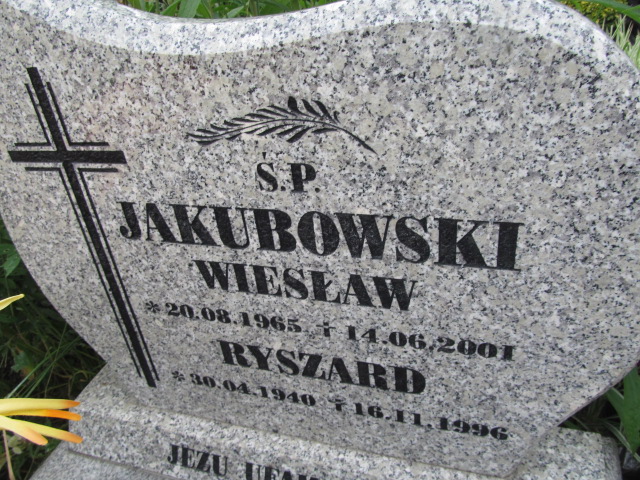 Ś.P.
JAKUBOWSKI
WIESŁAW
* 20.08.1965 † 14.06.2001
RYSZARD
* 30.04.1940 † 16.11.1996
JEZU